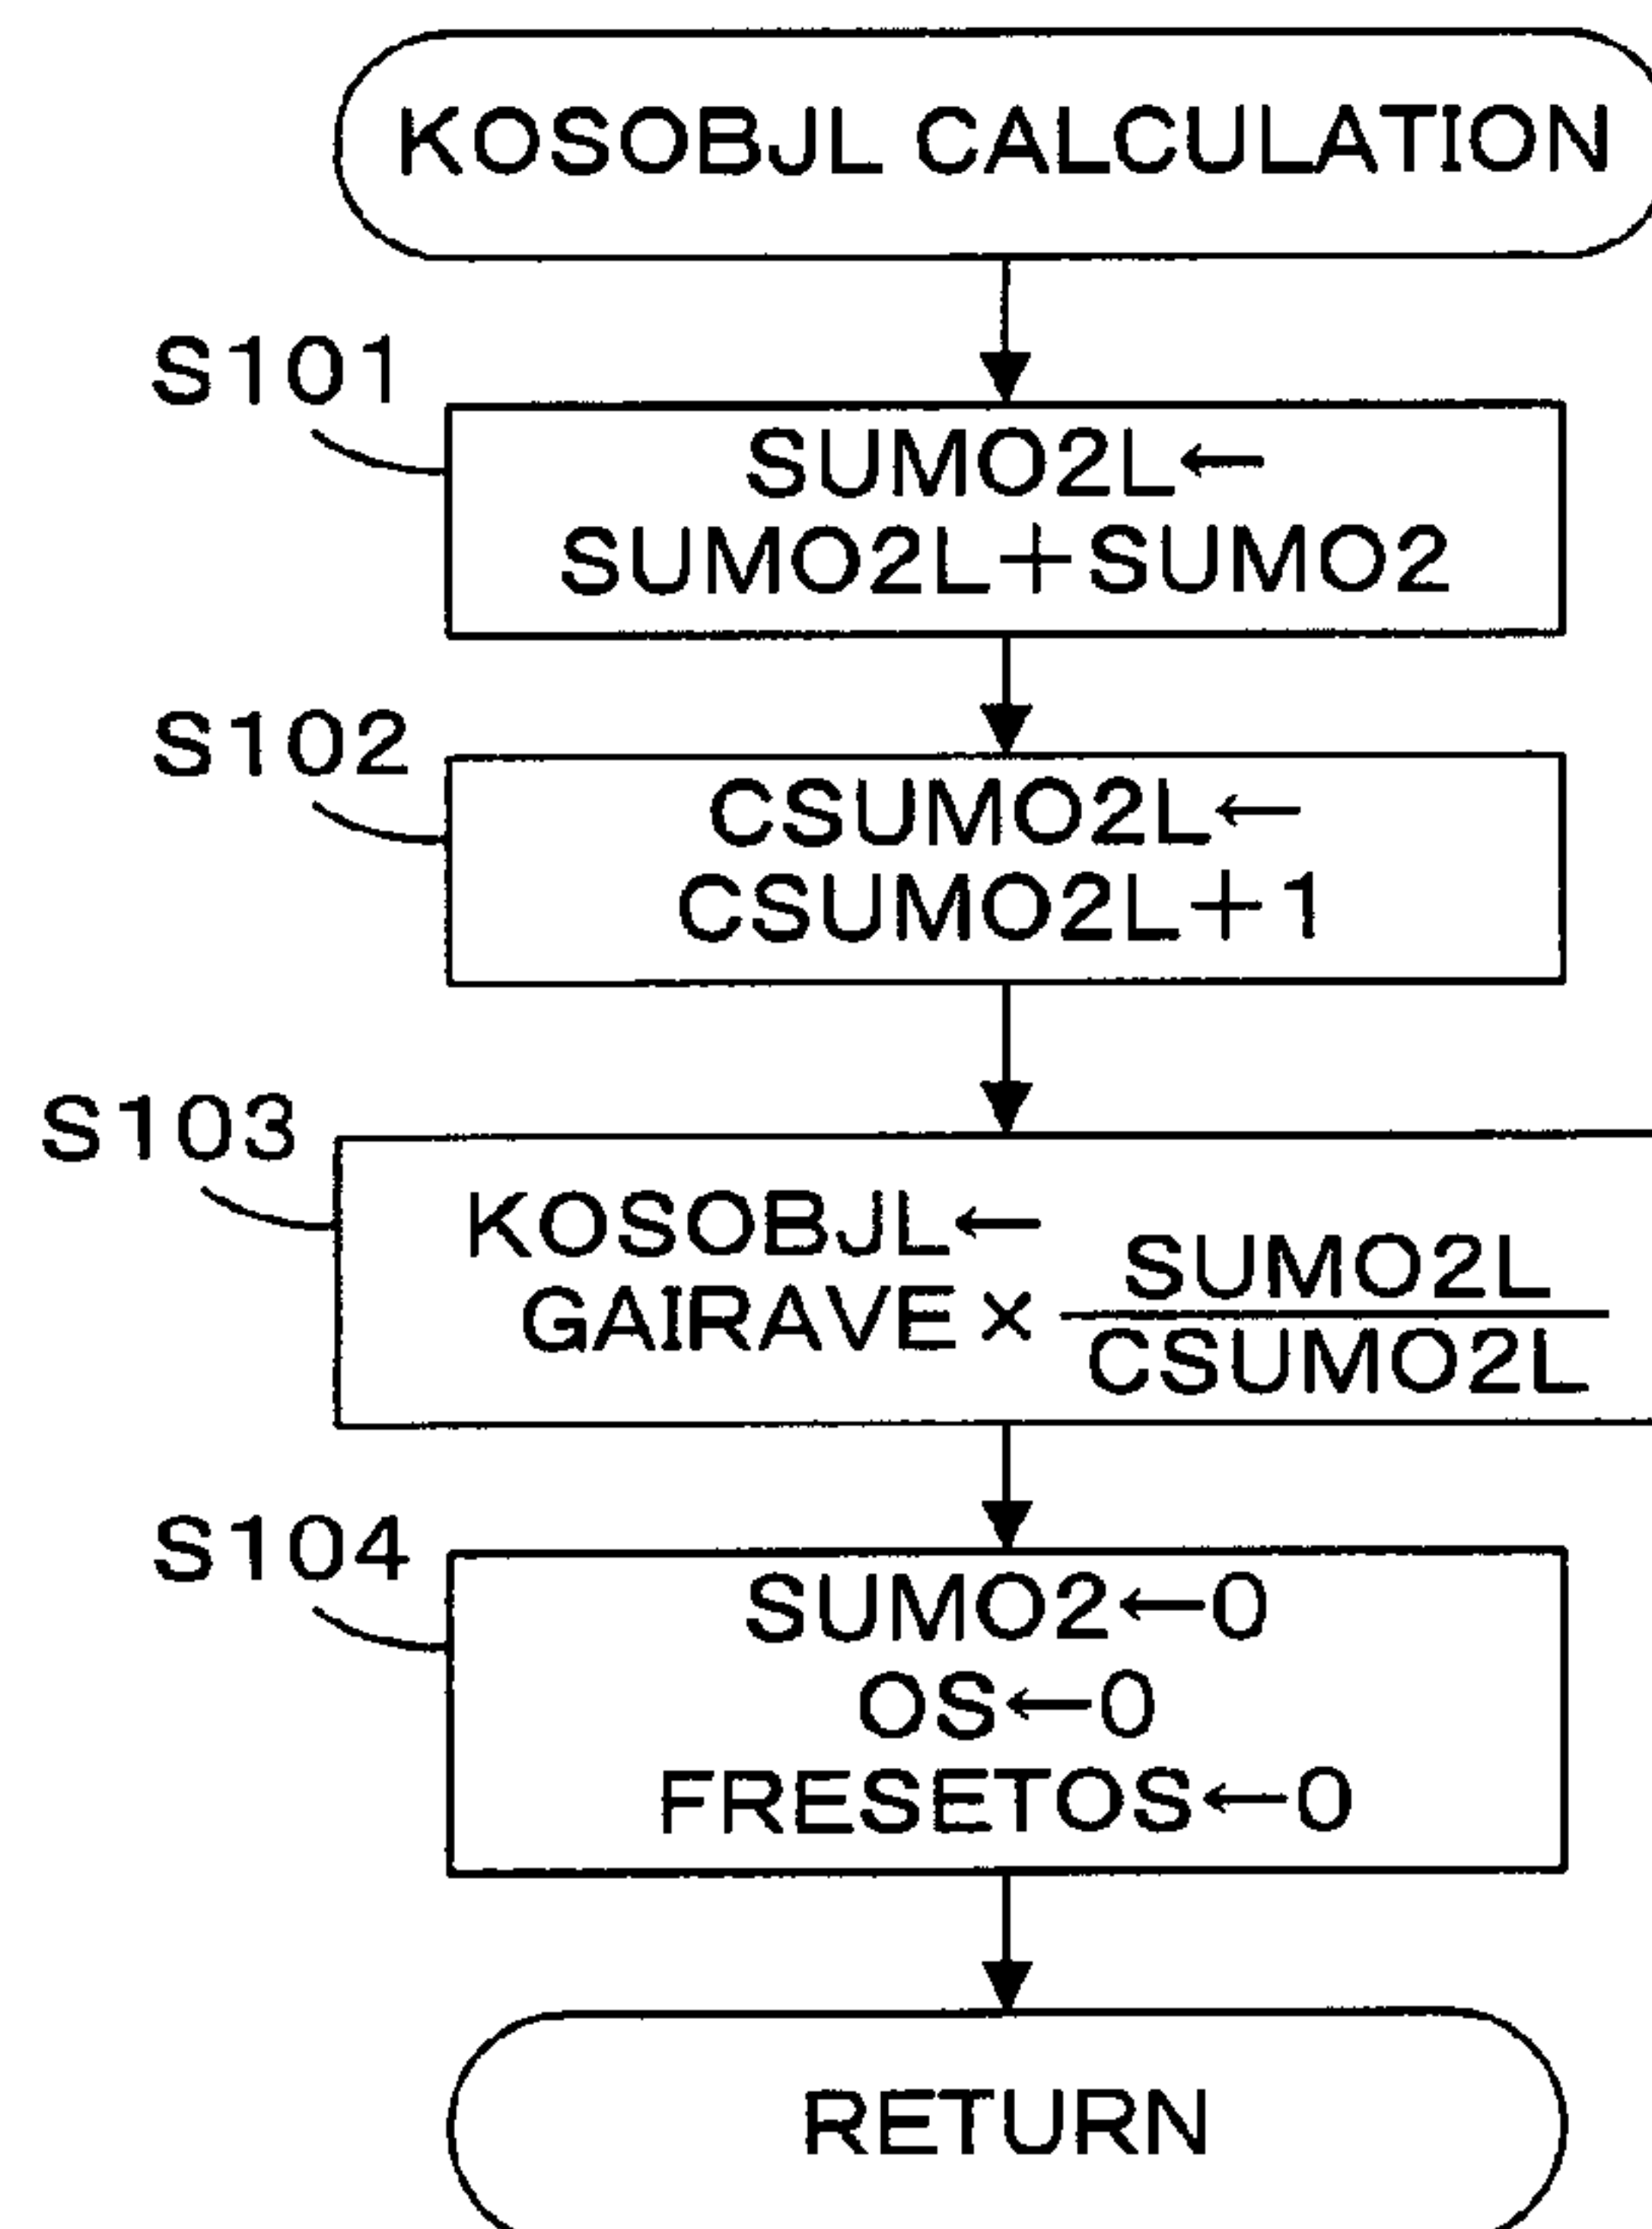 KOSOBJL CALCULATION
S101
SUMO2L←
SUMO2L+SUMO2
S102
CSUMO2L←
CSUMO2L+1
S103
KOSOBJL←
GAIRAVE × SUMO2L
CSUMO2L
S104
SUMO2←0
OS←0
FRESETOS←0
RETURN